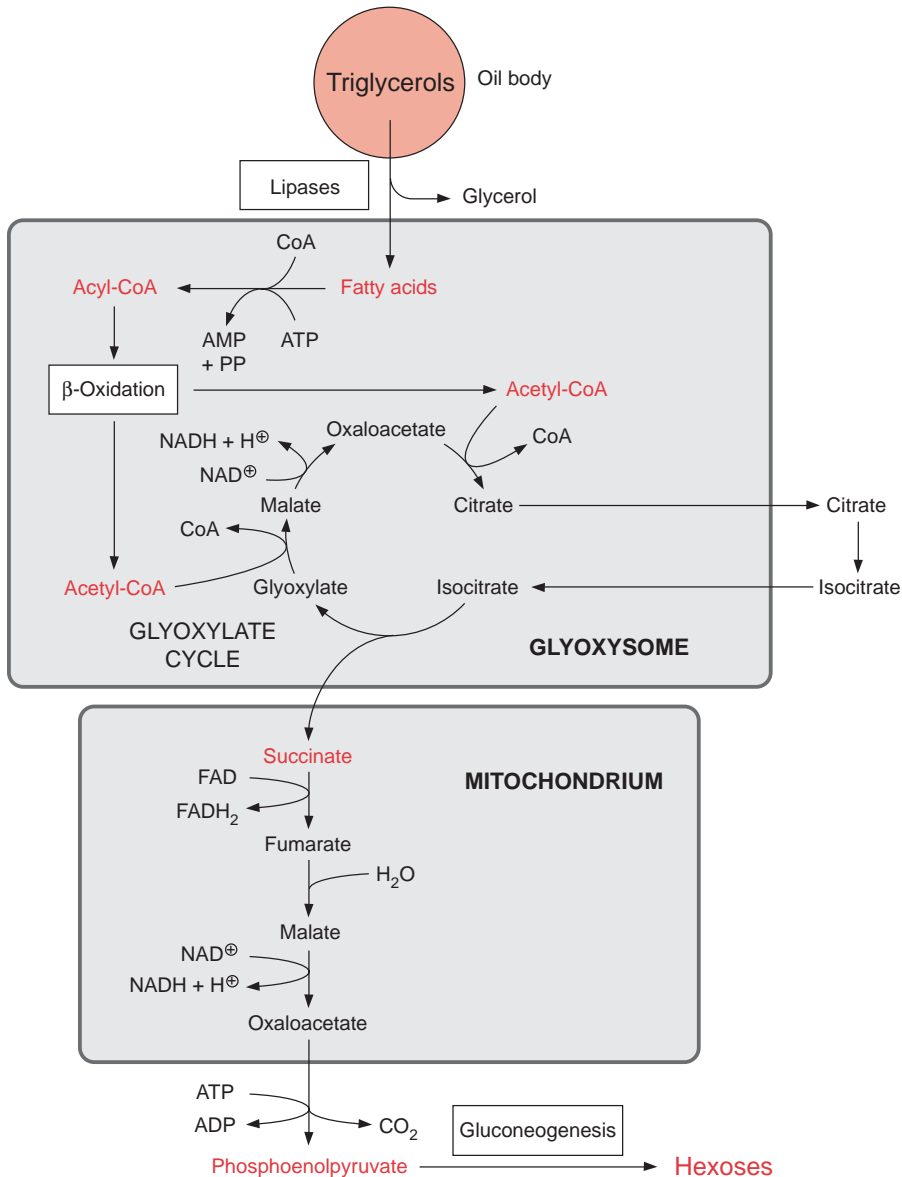 Triglycerols
Oil body
Lipases
Glycerol
CoA
Acyl-CoA
Fatty acids
AMP
+ PP
ATP
β-Oxidation
Acetyl-CoA
Oxaloacetate
NADH + H⊕
CoA
NAD⊕
Malate
Citrate
Citrate
CoA
Acetyl-CoA
Glyoxylate
Isocitrate
Isocitrate
GLYOXYLATE
CYCLE
GLYOXYSOME
Succinate
FAD
MITOCHONDRIUM
FADH₂
Fumarate
H₂O
Malate
NAD⊕
NADH + H⊕
Oxaloacetate
ATP
ADP
CO₂
Gluconeogenesis
Phosphoenolpyruvate
Hexoses